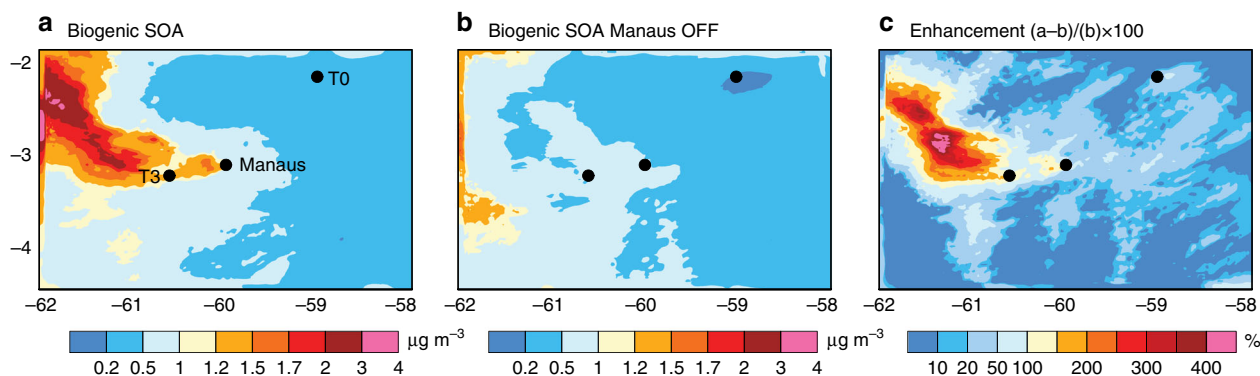 a Biogenic SOA
b Biogenic SOA Manaus OFF
c Enhancement (a–b)/(b)×100
–2
–3
–4
T0
Manaus
T3
–62 –61 –60 –59 –58
–62 –61 –60 –59 –58
–62 –61 –60 –59 –58
0.2 0.5 1 1.2 1.5 1.7 2 3 4 µg m⁻³
0.2 0.5 1 1.2 1.5 1.7 2 3 4 µg m⁻³
10 20 50 100 200 300 400 %